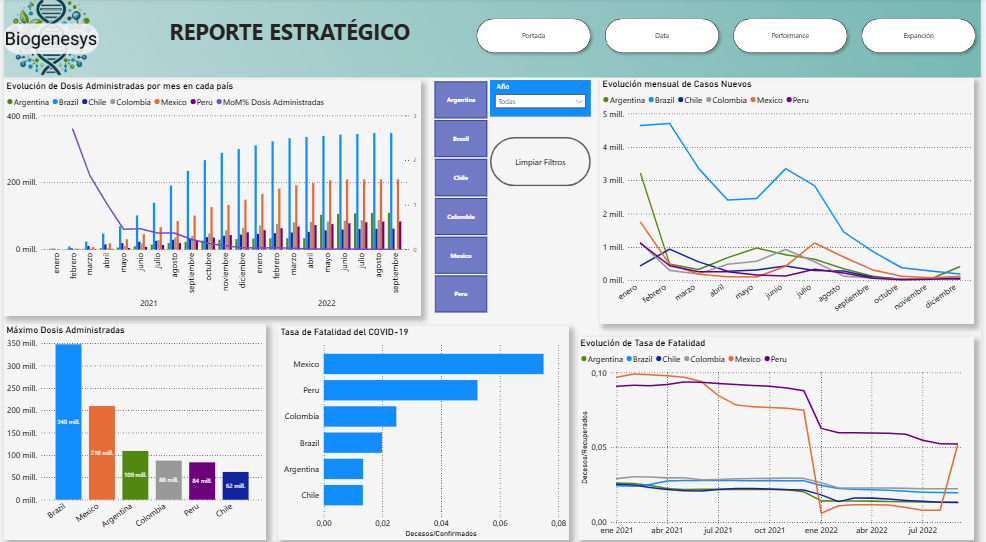 Biogenesys
REPORTE ESTRATÉGICO
Portada
Data
Performance
Expanción
Evolución de Dosis Administradas por mes en cada país
Argentina Brazil Chile Colombia Mexico Peru MoM% Dosis Administradas
400 mill.
200 mill.
0 mill.
3
2
1
0
enero
febrero
marzo
abril
mayo
junio
julio
agosto
septiembre
octubre
noviembre
diciembre
enero
febrero
marzo
abril
mayo
junio
julio
agosto
septiembre
2021
2022
Argentina
Brazil
Chile
Colombia
Mexico
Peru
Año
Todas
Limpiar Filtros
Evolución mensual de Casos Nuevos
Argentina Brazil Chile Colombia Mexico Peru
5 mill.
4 mill.
3 mill.
2 mill.
1 mill.
0 mill.
enero
febrero
marzo
abril
mayo
junio
julio
agosto
septiembre
octubre
noviembre
diciembre
Máximo Dosis Administradas
350 mill.
300 mill.
250 mill.
200 mill.
150 mill.
100 mill.
50 mill.
0 mill.
348 mill.
210 mill.
109 mill.
88 mill.
84 mill.
62 mill.
Brazil
Mexico
Argentina
Colombia
Peru
Chile
Tasa de Fatalidad del COVID-19
Mexico
Peru
Colombia
Brazil
Argentina
Chile
0,00
0,02
0,04
0,06
0,08
Decesos/Confirmados
Evolución de Tasa de Fatalidad
Argentina Brazil Chile Colombia Mexico Peru
Decesos/Recuperados
0,10
0,05
0,00
ene 2021
abr 2021
jul 2021
oct 2021
ene 2022
abr 2022
jul 2022